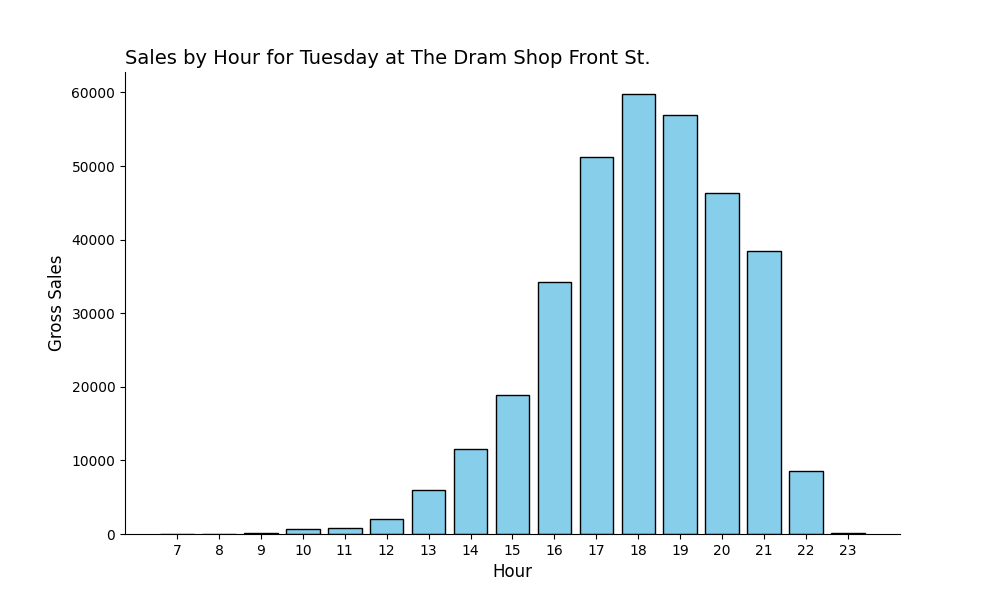 Sales by Hour for Tuesday at The Dram Shop Front St.
60000
50000
40000
30000
20000
10000
0
Gross Sales
7 8 9 10 11 12 13 14 15 16 17 18 19 20 21 22 23
Hour